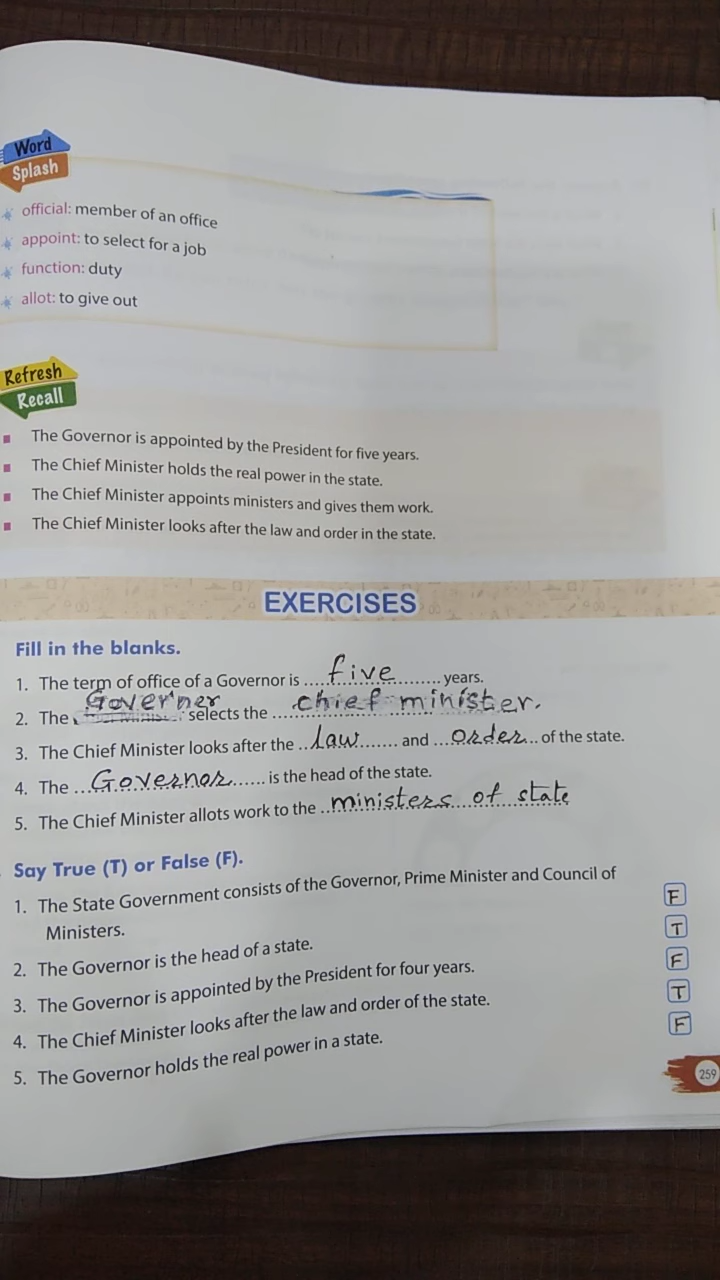 Word
Splash
official: member of an office
appoint: to select for a job
function: duty
allot: to give out
Refresh
Recall
The Governor is appointed by the President for five years.
The Chief Minister holds the real power in the state.
The Chief Minister appoints ministers and gives them work.
The Chief Minister looks after the law and order in the state.
EXERCISES
Fill in the blanks.
1. The term of office of a Governor is ....five........ years.
2. The Governer selects the chief minister.
3. The Chief Minister looks after the ..law....... and ...order... of the state.
4. The ...Governor...... is the head of the state.
5. The Chief Minister allots work to the ..ministers of state
Say True (T) or False (F).
1. The State Government consists of the Governor, Prime Minister and Council of
Ministers. F
2. The Governor is the head of a state. T
3. The Governor is appointed by the President for four years. F
4. The Chief Minister looks after the law and order of the state. T
5. The Governor holds the real power in a state. F
259